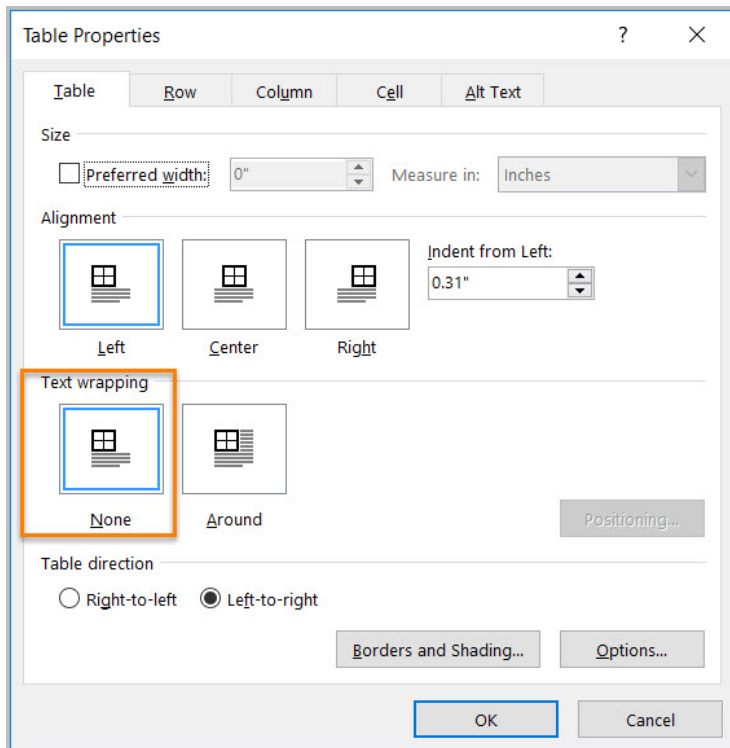 Table Properties ?
Table Row Column Cell Alt Text
Size
Preferred width: 0" Measure in: Inches
Alignment
Indent from Left:
0.31"
Left Center Right
Text wrapping
None Around
Positioning...
Table direction
Right-to-left Left-to-right
Borders and Shading... Options...
OK Cancel